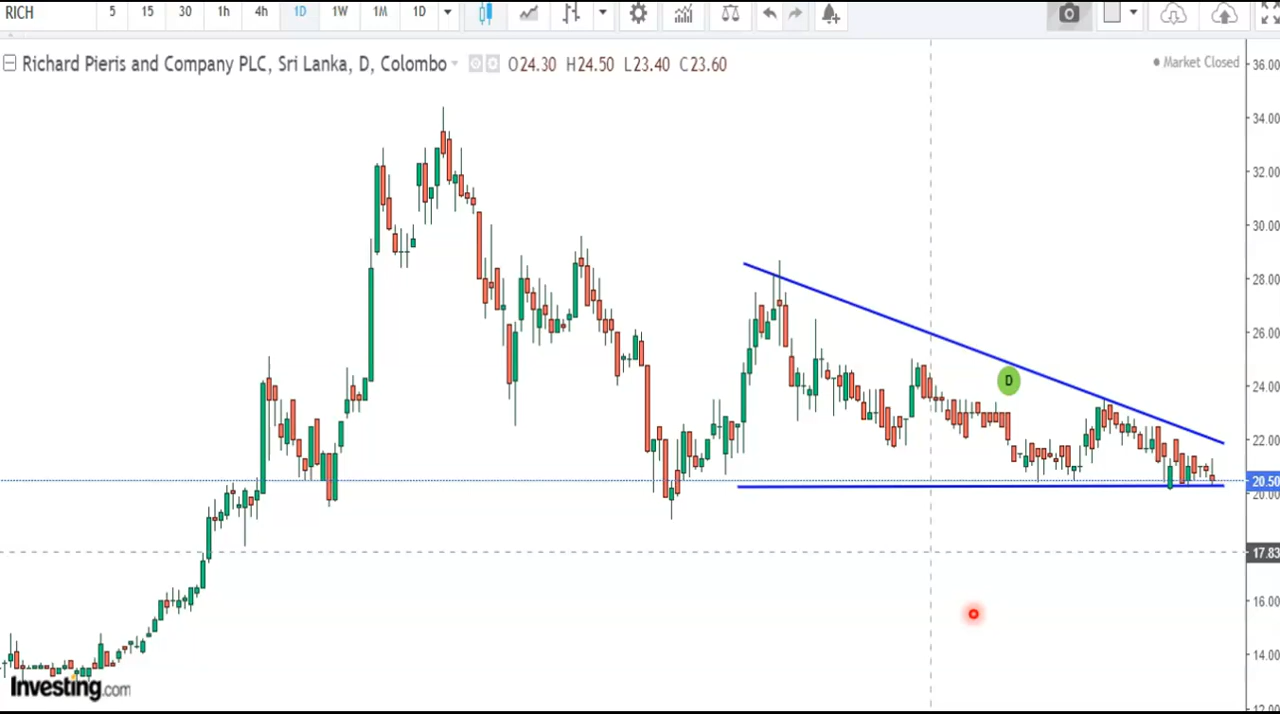 RICH 5 15 30 1h 4h 1D 1W 1M 1D
Richard Pieris and Company PLC, Sri Lanka, D, Colombo O24.30 H24.50 L23.40 C23.60
Market Closed
36.00
34.00
32.00
30.00
28.00
26.00
24.00
D
22.00
20.50
20.00
17.83
16.00
14.00
Investing.com
12.00